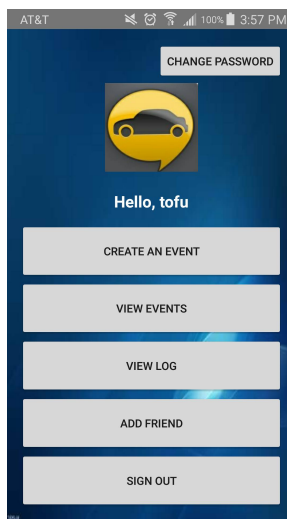 AT&T 100% 3:57 PM
CHANGE PASSWORD
Hello, tofu
CREATE AN EVENT
VIEW EVENTS
VIEW LOG
ADD FRIEND
SIGN OUT